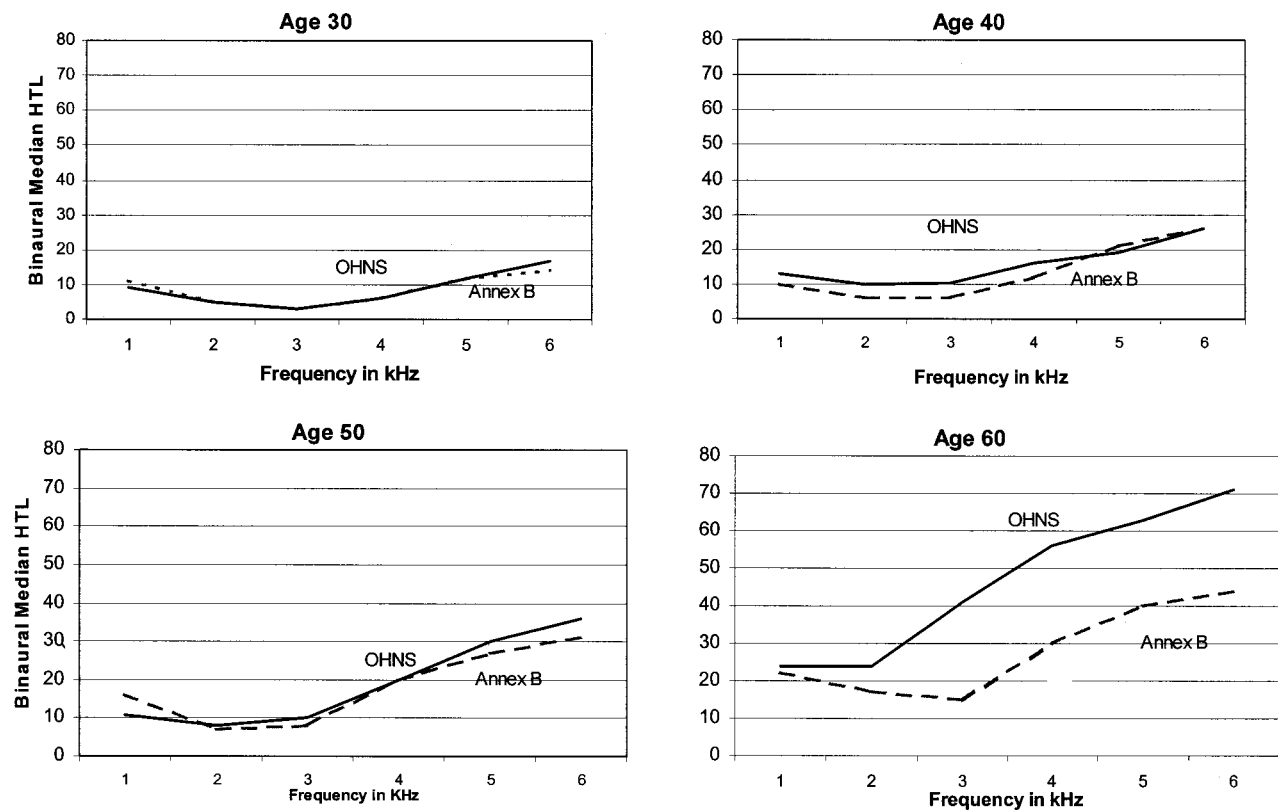 Age 30
80
70
60
50
40
30
20
10
0
Binaural Median HTL
OHNS
Annex B
1 2 3 4 5 6
Frequency in kHz
Age 40
80
70
60
50
40
30
20
10
0
OHNS
Annex B
1 2 3 4 5 6
Frequency in kHz
Age 50
80
70
60
50
40
30
20
10
0
Binaural Median HTL
OHNS
Annex B
1 2 3 4 5 6
Frequency in KHz
Age 60
80
70
60
50
40
30
20
10
0
OHNS
Annex B
1 2 3 4 5 6
Frequency in kHz